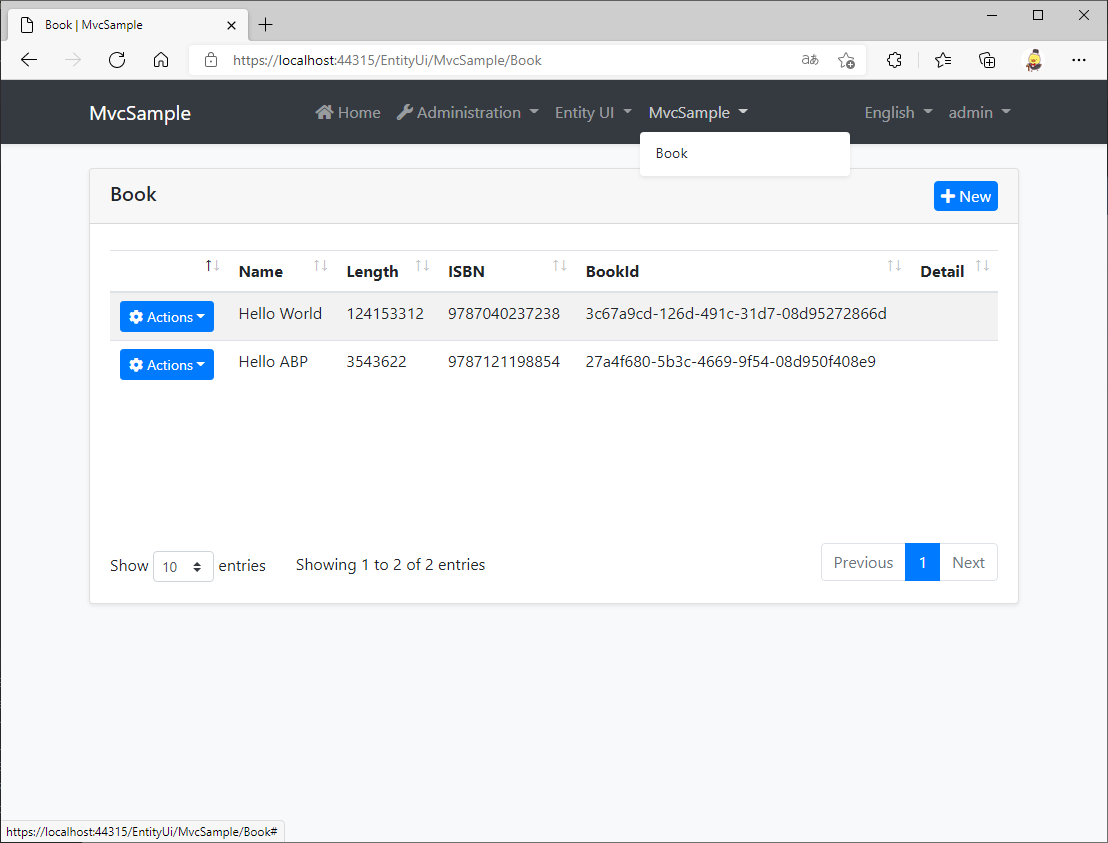 Book | MvcSample
https://localhost:44315/EntityUi/MvcSample/Book
aあ
MvcSample Home Administration Entity UI MvcSample English admin
Book
Book New
Name Length ISBN BookId Detail
Actions Hello World 124153312 9787040237238 3c67a9cd-126d-491c-31d7-08d95272866d
Actions Hello ABP 3543622 9787121198854 27a4f680-5b3c-4669-9f54-08d950f408e9
Show 10 entries Showing 1 to 2 of 2 entries Previous 1 Next
https://localhost:44315/EntityUi/MvcSample/Book#